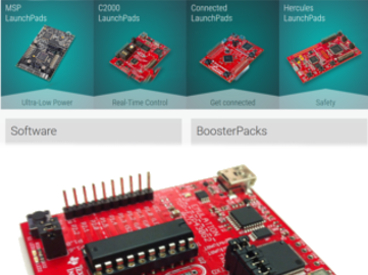 MSP
LaunchPads
C2000
LaunchPads
Connected
LaunchPads
Hercules
LaunchPads
Ultra-Low Power
Real-Time Control
Get connected
Safety
Software
BoosterPacks